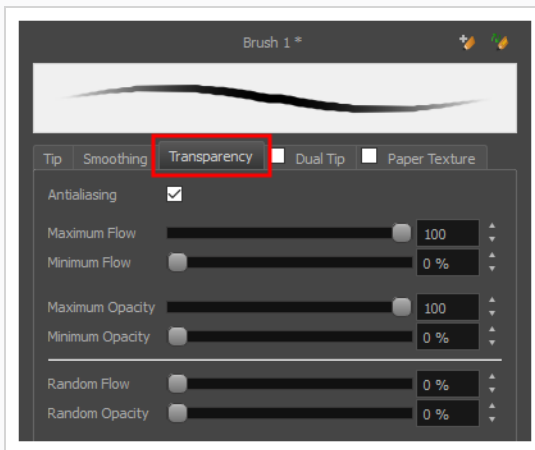 Brush 1 *
Tip Smoothing Transparency Dual Tip Paper Texture
Antialiasing
Maximum Flow 100
Minimum Flow 0 %
Maximum Opacity 100
Minimum Opacity 0 %
Random Flow 0 %
Random Opacity 0 %